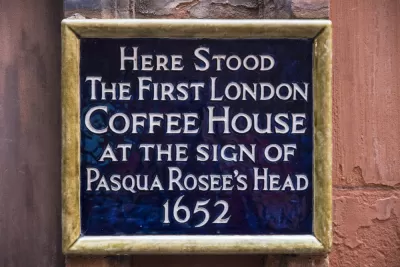 Here Stood
The First London
Coffee House
at the sign of
Pasqua Rosee's Head
1652